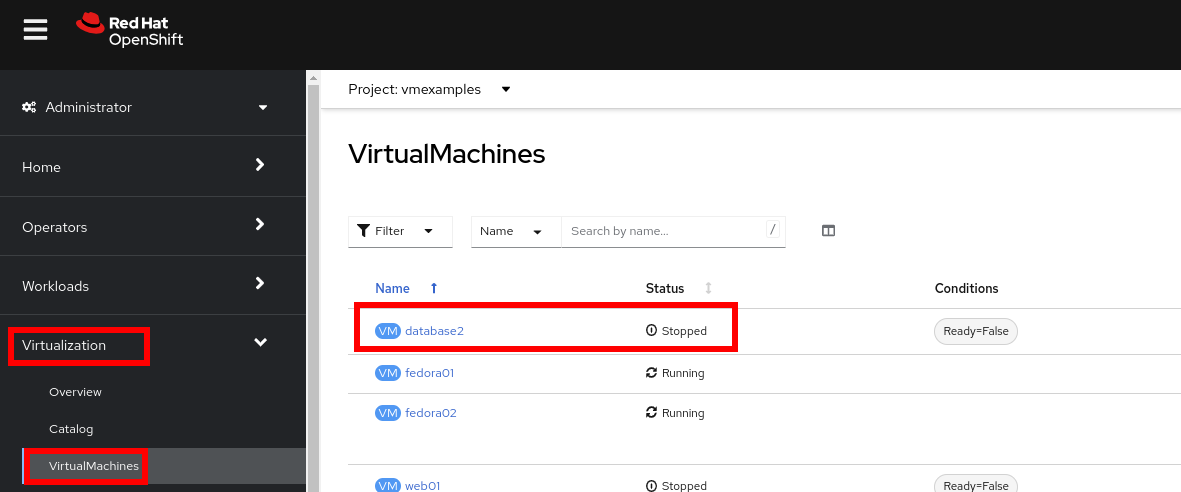 Red Hat
OpenShift
Administrator
Home
Operators
Workloads
Virtualization
Overview
Catalog
VirtualMachines
Project: vmexamples
VirtualMachines
Filter Name Search by name... /
Name Status Conditions
VM database2 Stopped Ready=False
VM fedora01 Running
VM fedora02 Running
VM web01 Stopped Ready=False